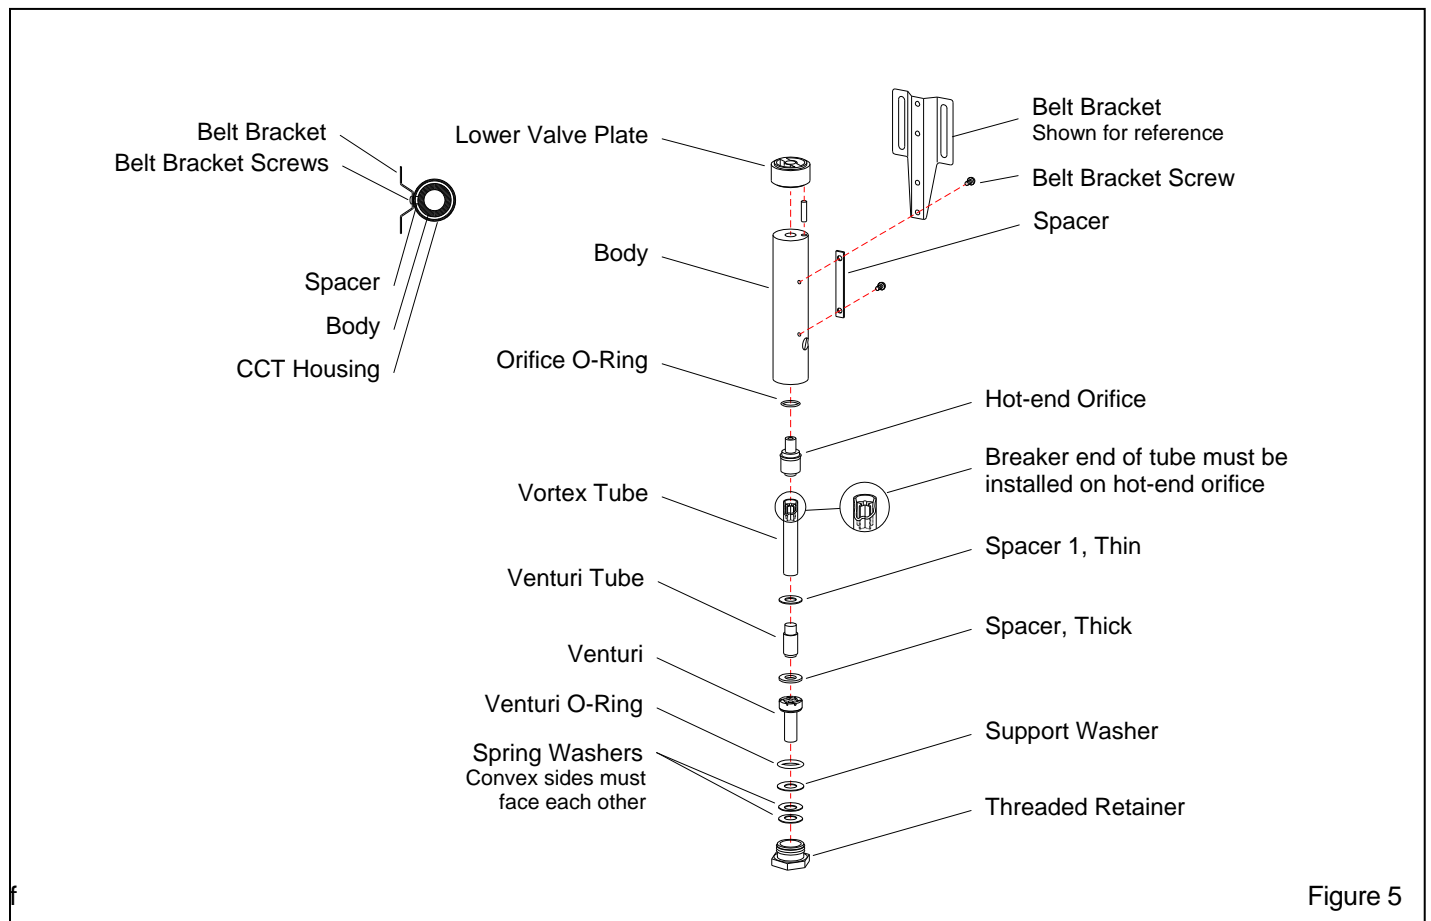 Belt Bracket
Belt Bracket Screws
Spacer
Body
CCT Housing
Lower Valve Plate
Body
Orifice O-Ring
Vortex Tube
Venturi Tube
Venturi
Venturi O-Ring
Spring Washers
Convex sides must
face each other
Belt Bracket
Shown for reference
Belt Bracket Screw
Spacer
Hot-end Orifice
Breaker end of tube must be
installed on hot-end orifice
Spacer 1, Thin
Spacer, Thick
Support Washer
Threaded Retainer
f
Figure 5